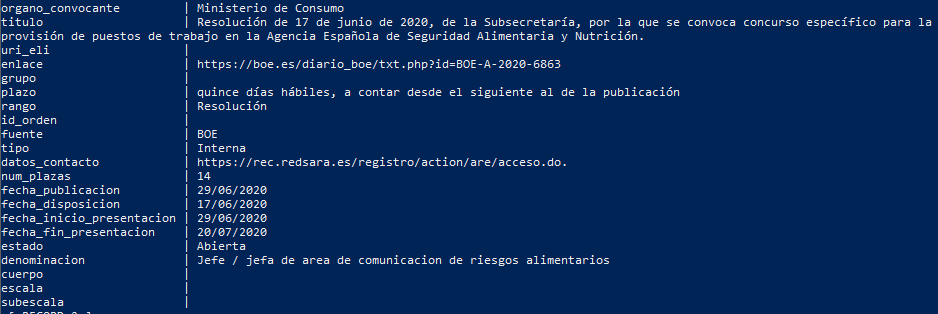 organo_convocante | Ministerio de Consumo
titulo | Resolución de 17 de junio de 2020, de la Subsecretaría, por la que se convoca concurso específico para la
provisión de puestos de trabajo en la Agencia Española de Seguridad Alimentaria y Nutrición.
uri_eli |
enlace | https://boe.es/diario_boe/txt.php?id=BOE-A-2020-6863
grupo |
plazo | quince días hábiles, a contar desde el siguiente al de la publicación
rango | Resolución
id_orden |
fuente | BOE
tipo | Interna
datos_contacto | https://rec.redsara.es/registro/action/are/acceso.do.
num_plazas | 14
fecha_publicacion | 29/06/2020
fecha_disposicion | 17/06/2020
fecha_inicio_presentacion | 29/06/2020
fecha_fin_presentacion | 20/07/2020
estado | Abierta
denominacion | Jefe / jefa de area de comunicacion de riesgos alimentarios
cuerpo |
escala |
subescala |